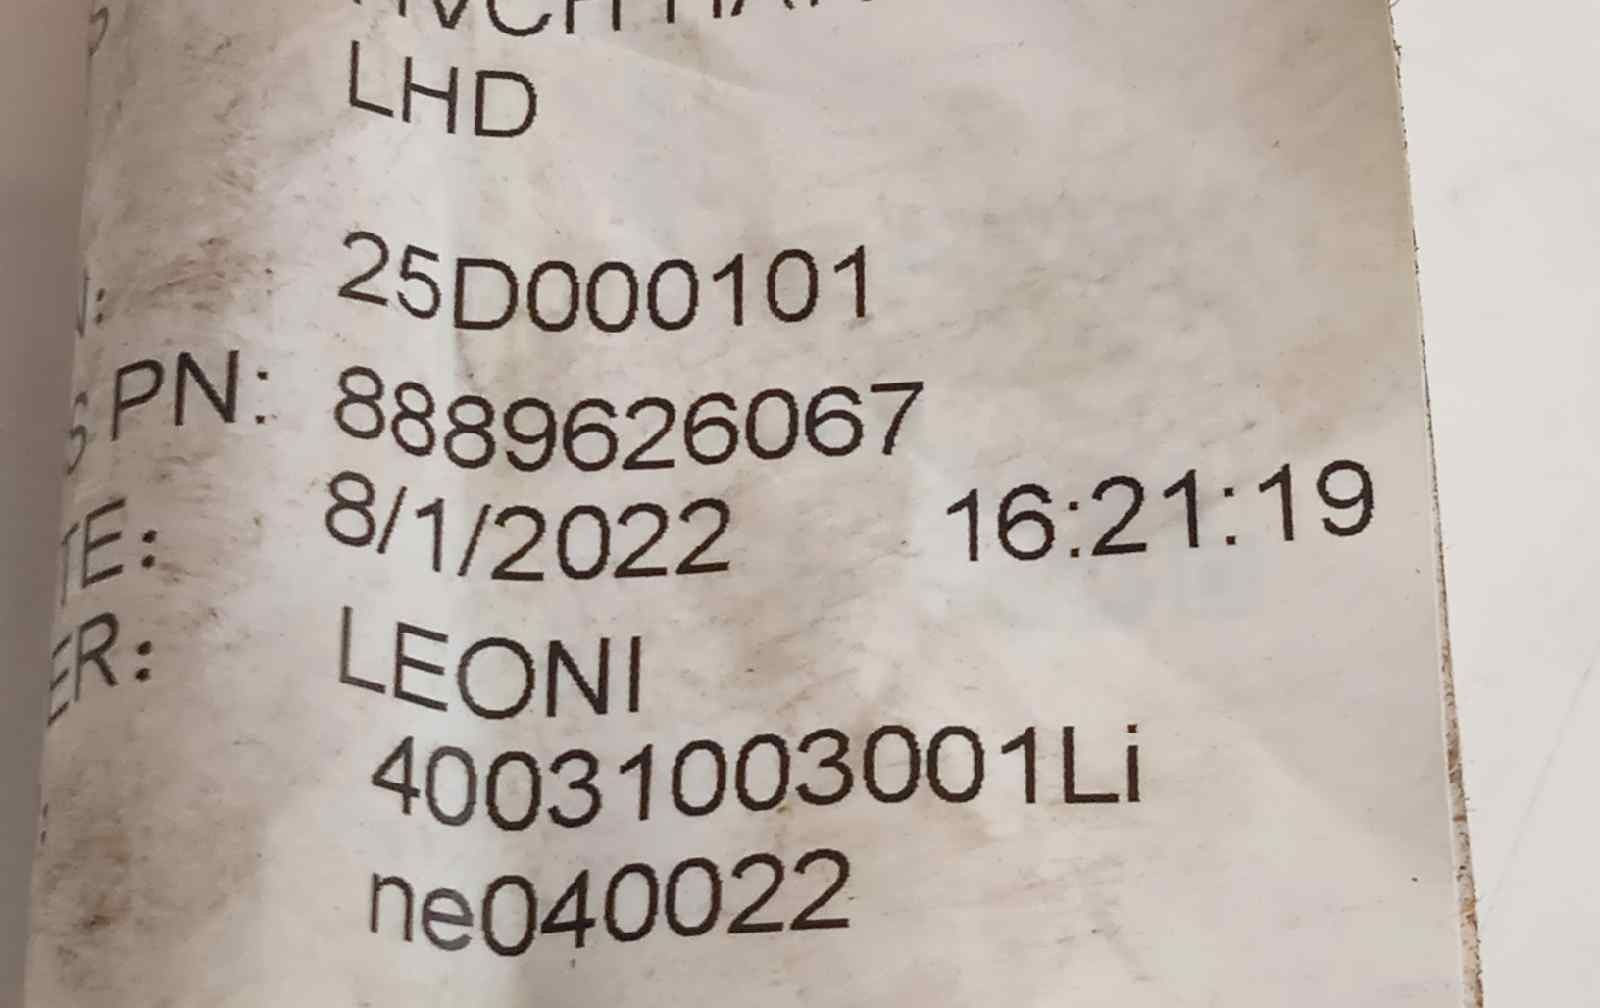 LHD
25D000101
PN: 8889626067
8/1/2022 16:21:19
LEONI
40031003001Li
ne040022